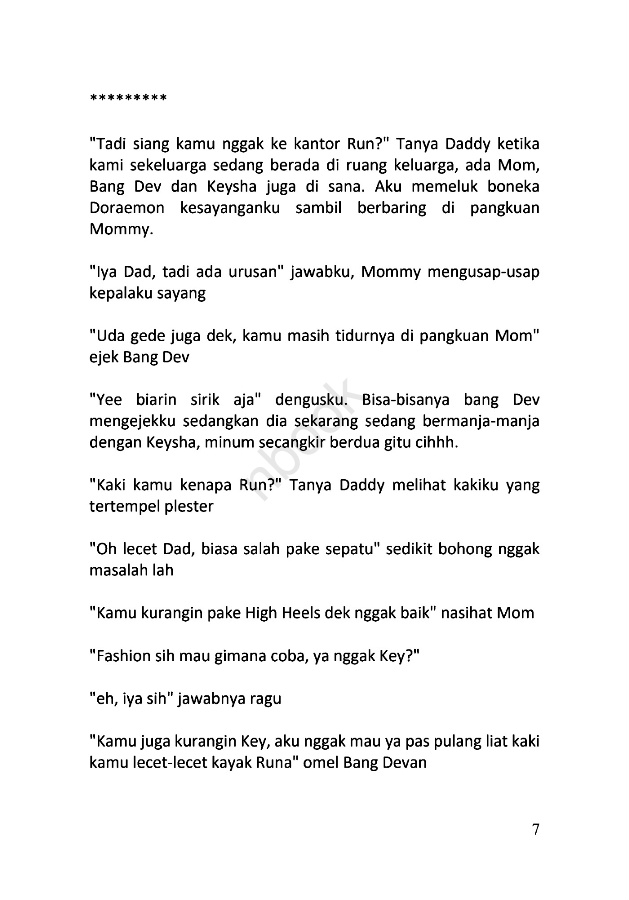 *********
"Tadi siang kamu nggak ke kantor Run?" Tanya Daddy ketika
kami sekeluarga sedang berada di ruang keluarga, ada Mom,
Bang Dev dan Keysha juga di sana. Aku memeluk boneka
Doraemon kesayanganku sambil berbaring di pangkuan
Mommy.
"Iya Dad, tadi ada urusan" jawabku, Mommy mengusap-usap
kepalaku sayang
"Uda gede juga dek, kamu masih tidurnya di pangkuan Mom"
ejek Bang Dev
"Yee biarin sirik aja" dengusku. Bisa-bisanya bang Dev
mengejekku sedangkan dia sekarang sedang bermanja-manja
dengan Keysha, minum secangkir berdua gitu cihhh.
"Kaki kamu kenapa Run?" Tanya Daddy melihat kakiku yang
tertempel plester
"Oh lecet Dad, biasa salah pake sepatu" sedikit bohong nggak
masalah lah
"Kamu kurangin pake High Heels dek nggak baik" nasihat Mom
"Fashion sih mau gimana coba, ya nggak Key?"
"eh, iya sih" jawabnya ragu
"Kamu juga kurangin Key, aku nggak mau ya pas pulang liat kaki
kamu lecet-lecet kayak Runa" omel Bang Devan
nbook
7